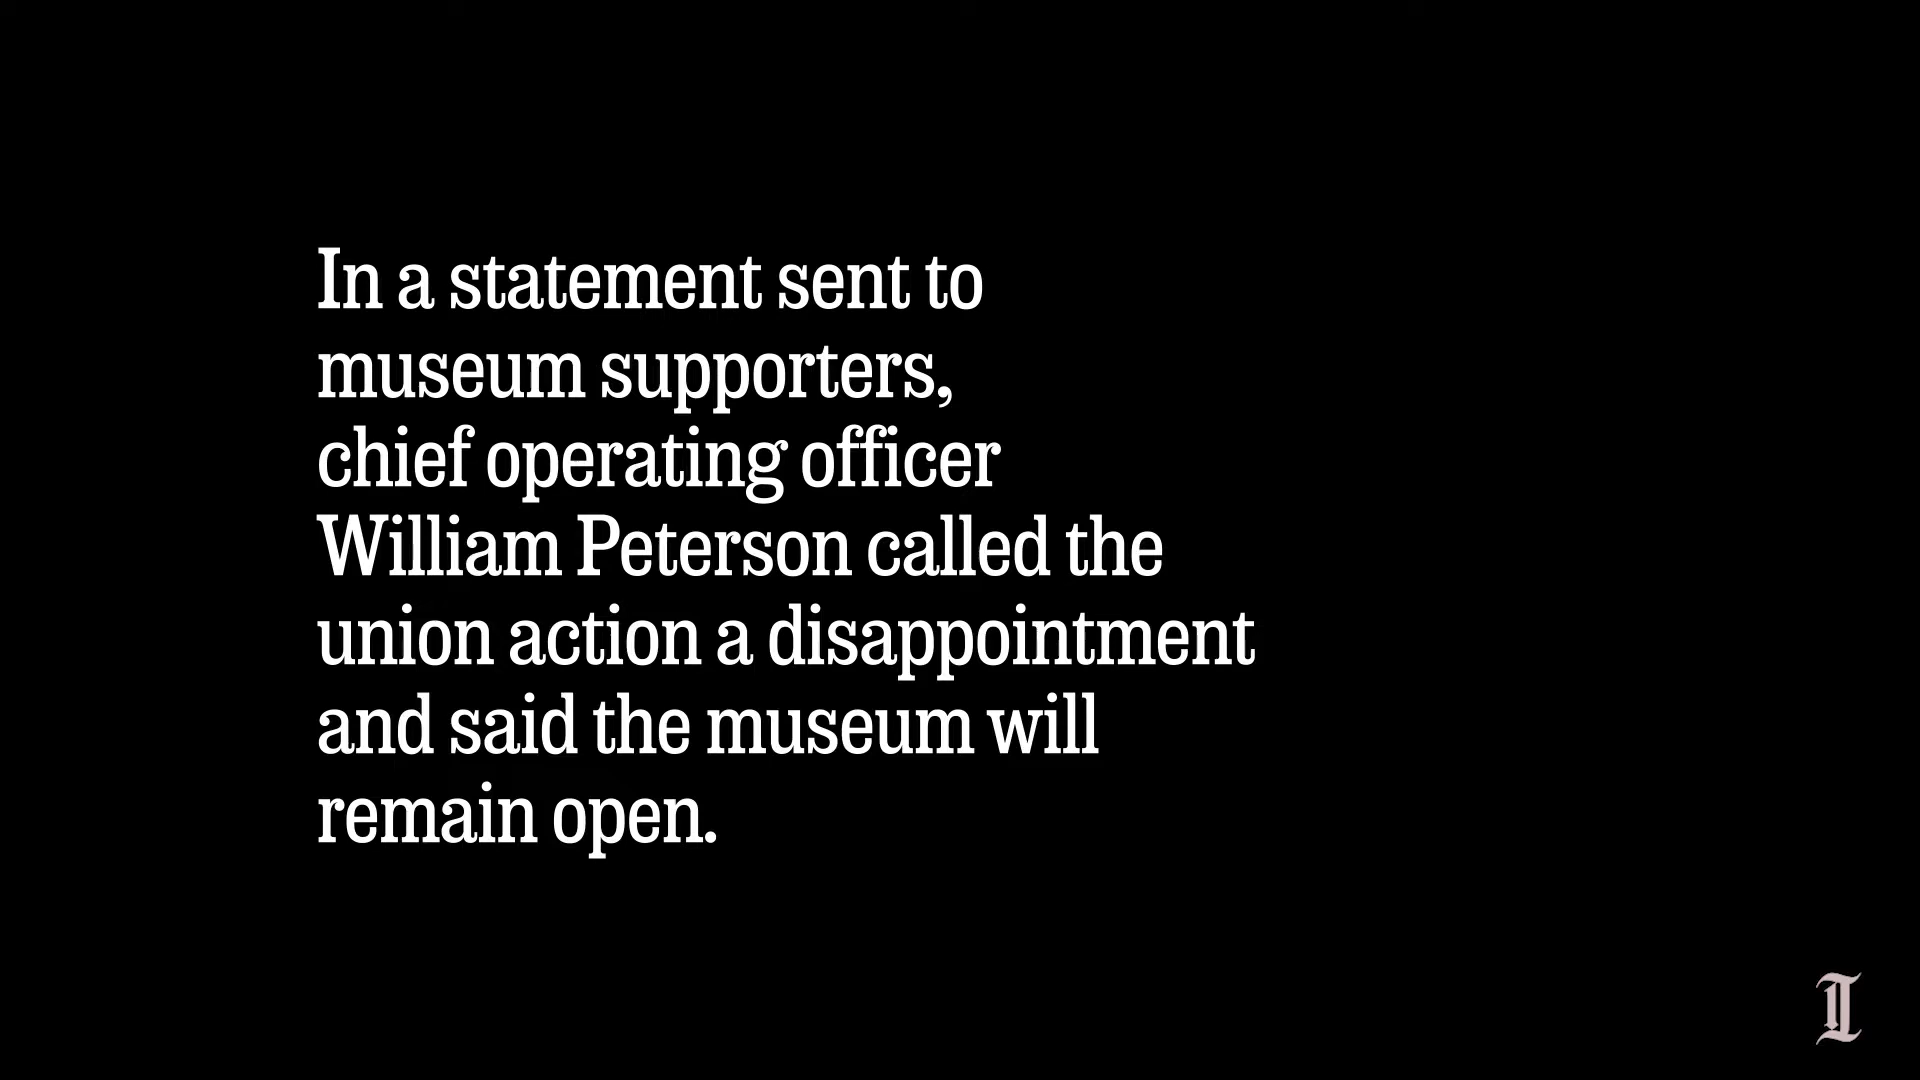 In a statement sent to
museum supporters,
chief operating officer
William Peterson called the
union action a disappointment
and said the museum will
remain open.
I